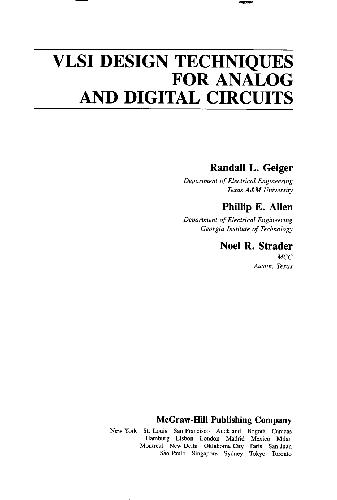 VLSI DESIGN TECHNIQUES
FOR ANALOG
AND DIGITAL CIRCUITS
Randall L. Geiger
Department of Electrical Engineering
Texas A&M University
Phillip E. Allen
Department of Electrical Engineering
Georgia Institute of Technology
Noel R. Strader
MCC
Austin, Texas
McGraw-Hill Publishing Company
New York St. Louis San Francisco Auckland Bogotá Caracas
Hamburg Lisbon London Madrid Mexico Milan
Montreal New Delhi Oklahoma City Paris San Juan
São Paulo Singapore Sydney Tokyo Toronto